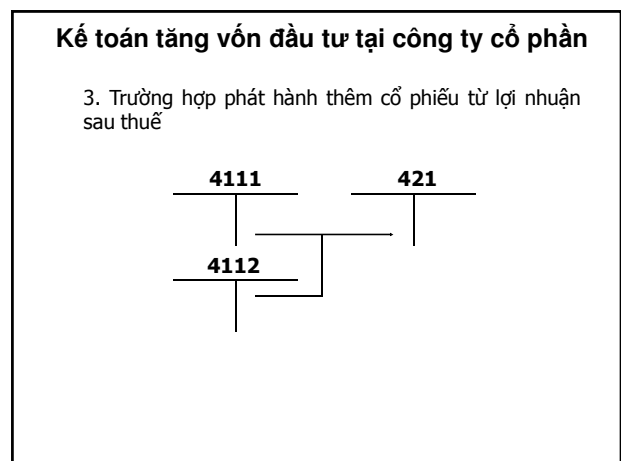 Kế toán tăng vốn đầu tư tại công ty cổ phần
3. Trường hợp phát hành thêm cổ phiếu từ lợi nhuận
sau thuế
4111 421
4112